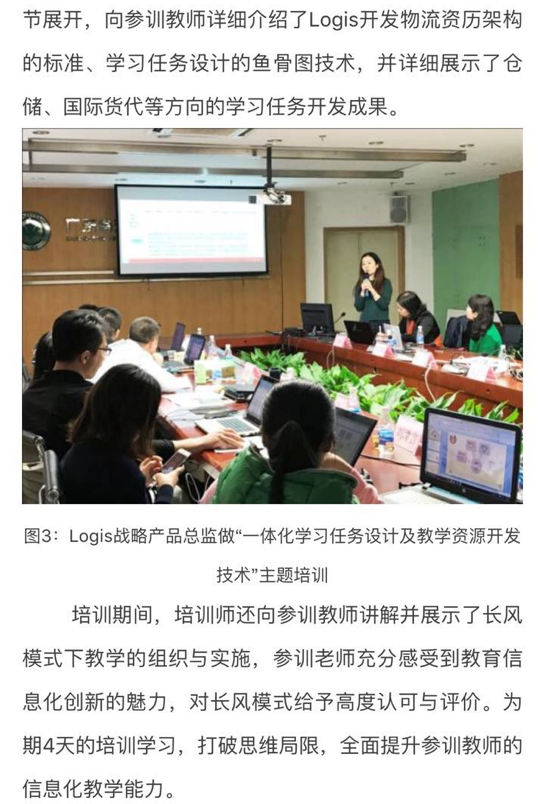 节展开，向参训教师详细介绍了Logis开发物流资历架构
的标准、学习任务设计的鱼骨图技术，并详细展示了仓
储、国际货代等方向的学习任务开发成果。
图3：Logis战略产品总监做“一体化学习任务设计及教学资源开发
技术”主题培训
培训期间，培训师还向参训教师讲解并展示了长风
模式下教学的组织与实施，参训老师充分感受到教育信
息化创新的魅力，对长风模式给予高度认可与评价。为
期4天的培训学习，打破思维局限，全面提升参训教师的
信息化教学能力。